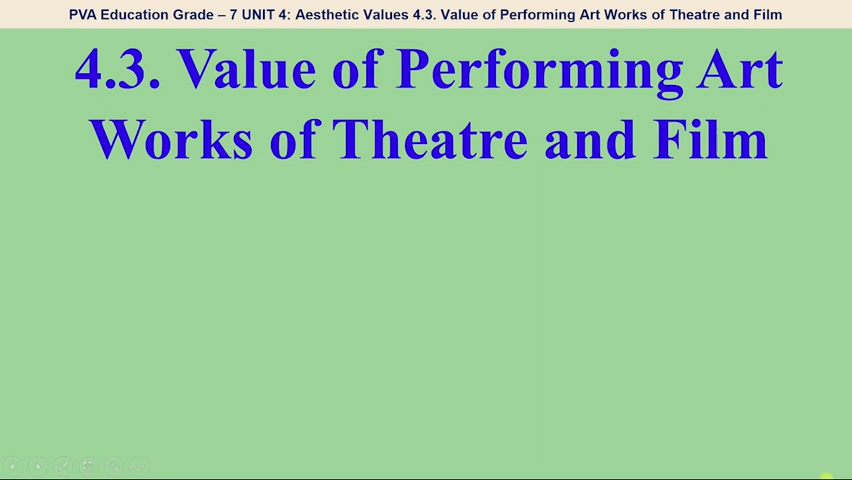 PVA Education Grade – 7 UNIT 4: Aesthetic Values 4.3. Value of Performing Art Works of Theatre and Film
4.3. Value of Performing Art
Works of Theatre and Film